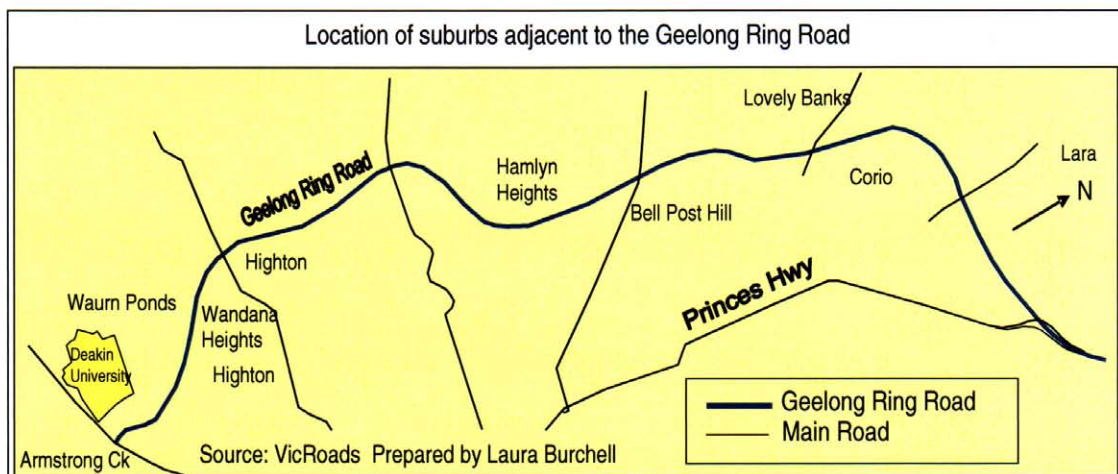 Location of suburbs adjacent to the Geelong Ring Road
Lovely Banks
Lara
Geelong Ring Road
Hamlyn
Heights
Corio
N
Bell Post Hill
Highton
Princes Hwy
Waurn Ponds
Wandana
Heights
Deakin
University
Highton
Geelong Ring Road
Main Road
Armstrong Ck
Source: VicRoads Prepared by Laura Burchell